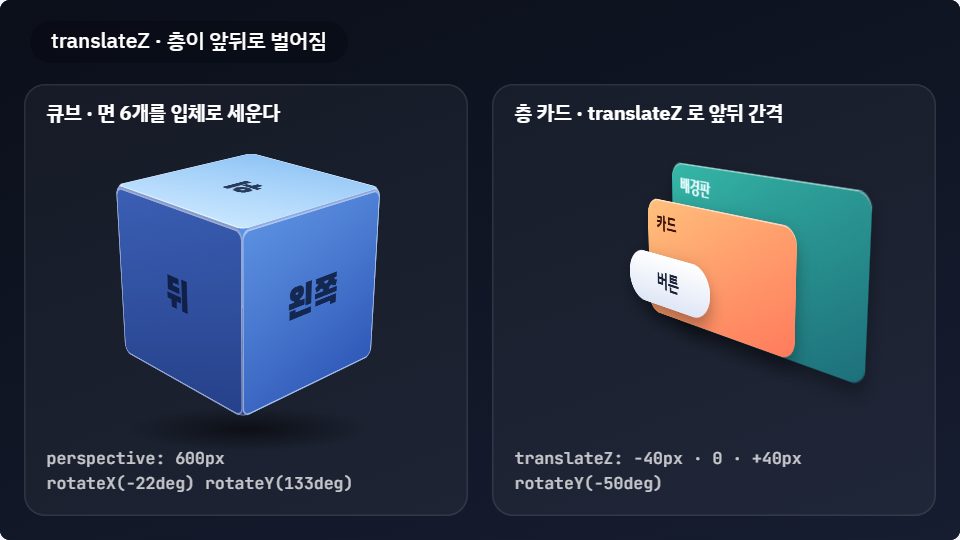 translateZ · 층이 앞뒤로 벌어짐
큐브 · 면 6개를 입체로 세운다
뒤
왼쪽
perspective: 600px
rotateX(-22deg) rotateY(133deg)
층 카드 · translateZ 로 앞뒤 간격
배경판
카드
버튼
translateZ: -40px · 0 · +40px
rotateY(-50deg)